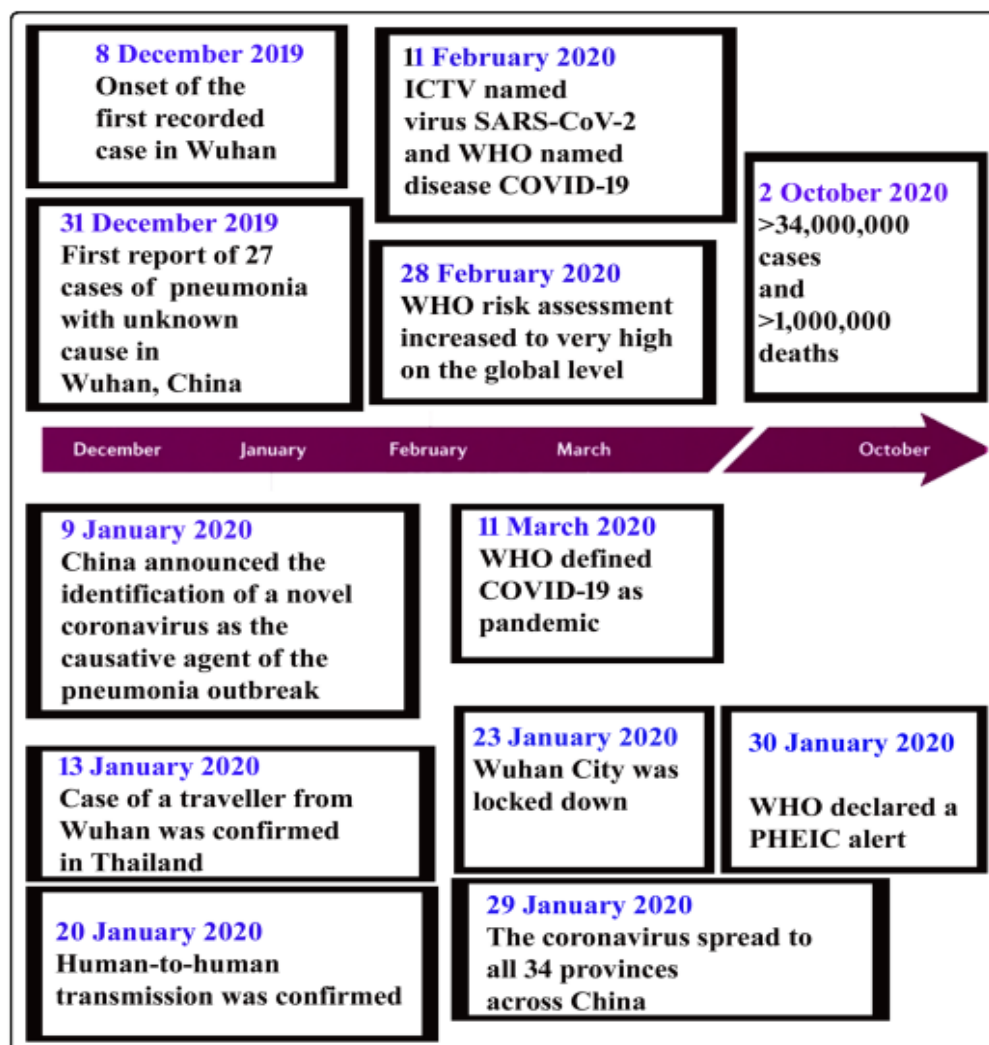 8 December 2019
Onset of the
first recorded
case in Wuhan
11 February 2020
ICTV named
virus SARS-CoV-2
and WHO named
disease COVID-19
2 October 2020
>34,000,000
cases
and
>1,000,000
deaths
31 December 2019
First report of 27
cases of pneumonia
with unknown
cause in
Wuhan, China
28 February 2020
WHO risk assessment
increased to very high
on the global level
December January February March October
9 January 2020
China announced the
identification of a novel
coronavirus as the
causative agent of the
pneumonia outbreak
11 March 2020
WHO defined
COVID-19 as
pandemic
13 January 2020
Case of a traveller from
Wuhan was confirmed
in Thailand
23 January 2020
Wuhan City was
locked down
30 January 2020
WHO declared a
PHEIC alert
20 January 2020
Human-to-human
transmission was confirmed
29 January 2020
The coronavirus spread to
all 34 provinces
across China